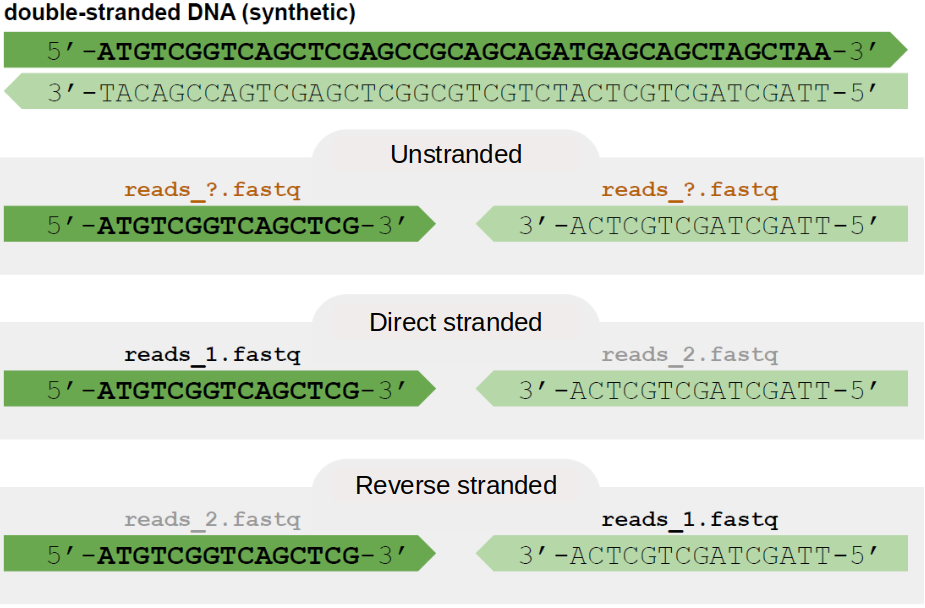 double-stranded DNA (synthetic)
5′-ATGTCGGTCAGCTCGAGCCGCAGCAGATGAGCAGCTAGCTAA-3′
3′-TACAGCCAGTCGAGCTCGGCGTCGTCTACTCGTCGATCGATT-5′
Unstranded
reads_?.fastq reads_?.fastq
5′-ATGTCGGTCAGCTCG-3′ 3′-ACTCGTCGATCGATT-5′
Direct stranded
reads_1.fastq reads_2.fastq
5′-ATGTCGGTCAGCTCG-3′ 3′-ACTCGTCGATCGATT-5′
Reverse stranded
reads_2.fastq reads_1.fastq
5′-ATGTCGGTCAGCTCG-3′ 3′-ACTCGTCGATCGATT-5′